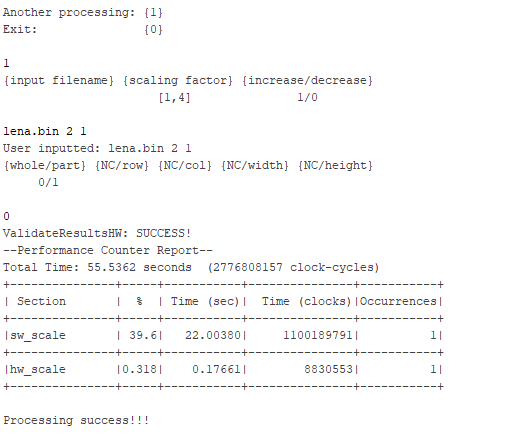 Another processing: {1}
Exit:               {0}
1
{input filename} {scaling factor} {increase/decrease}
                      [1,4]                1/0
lena.bin 2 1
User inputted: lena.bin 2 1
{whole/part} {NC/row} {NC/col} {NC/width} {NC/height}
     0/1
0
ValidateResultsHW: SUCCESS!
--Performance Counter Report--
Total Time: 55.5362 seconds  (2776808157 clock-cycles)
+---------------+-----+-----------+---------------+-----------+
| Section       |  %  | Time (sec)|  Time (clocks)|Occurrences|
+---------------+-----+-----------+---------------+-----------+
|sw_scale       | 39.6|   22.00380|     1100189791|          1|
+---------------+-----+-----------+---------------+-----------+
|hw_scale       |0.318|    0.17661|        8830553|          1|
+---------------+-----+-----------+---------------+-----------+
Processing success!!!